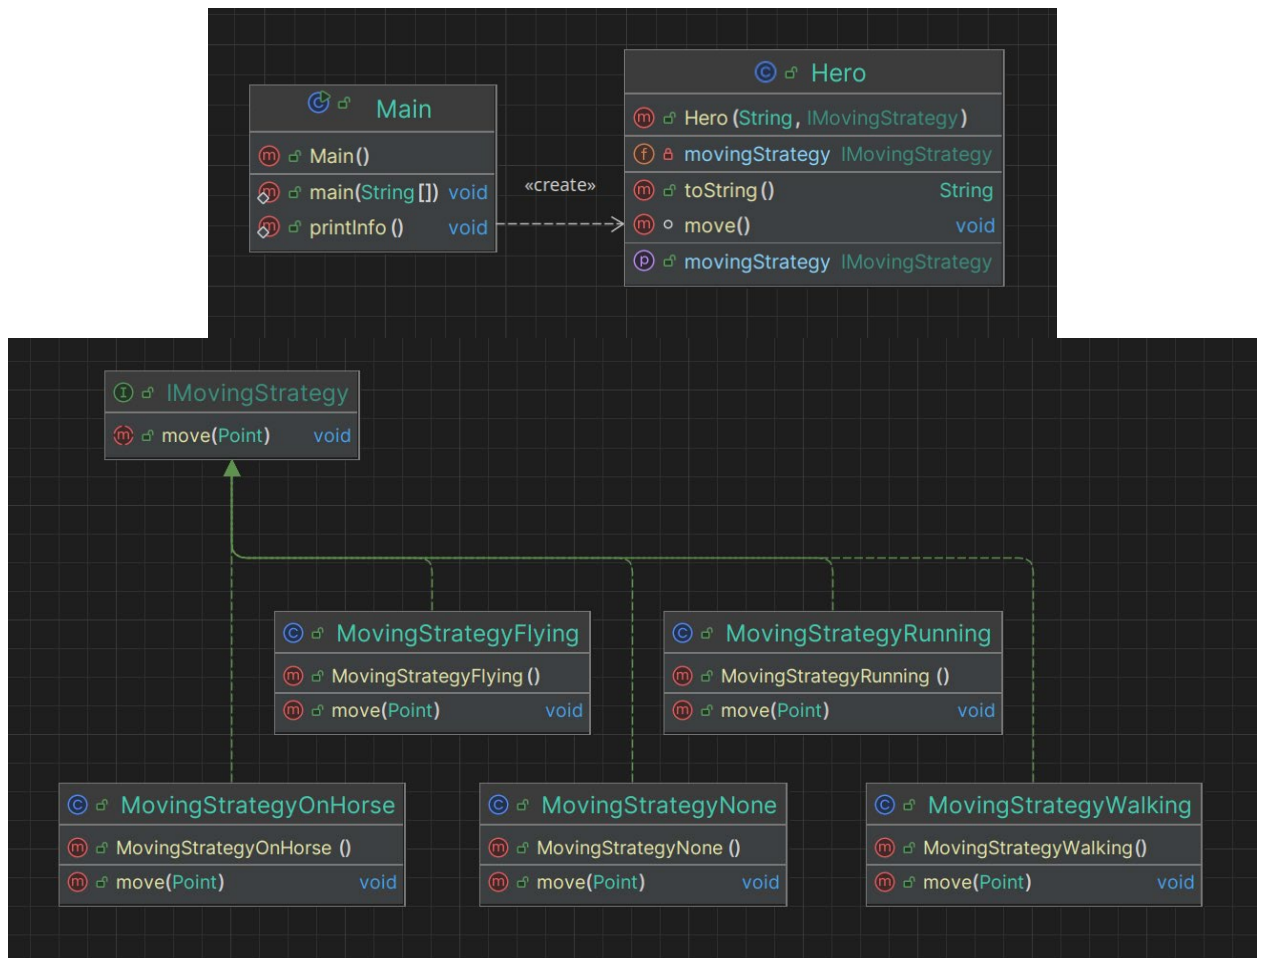 Main
Main()
main(String[]) void
printInfo() void
«create»
Hero
Hero(String, IMovingStrategy)
movingStrategy IMovingStrategy
toString() String
move() void
movingStrategy IMovingStrategy
IMovingStrategy
move(Point) void
MovingStrategyFlying
MovingStrategyFlying()
move(Point) void
MovingStrategyRunning
MovingStrategyRunning()
move(Point) void
MovingStrategyOnHorse
MovingStrategyOnHorse()
move(Point) void
MovingStrategyNone
MovingStrategyNone()
move(Point) void
MovingStrategyWalking
MovingStrategyWalking()
move(Point) void